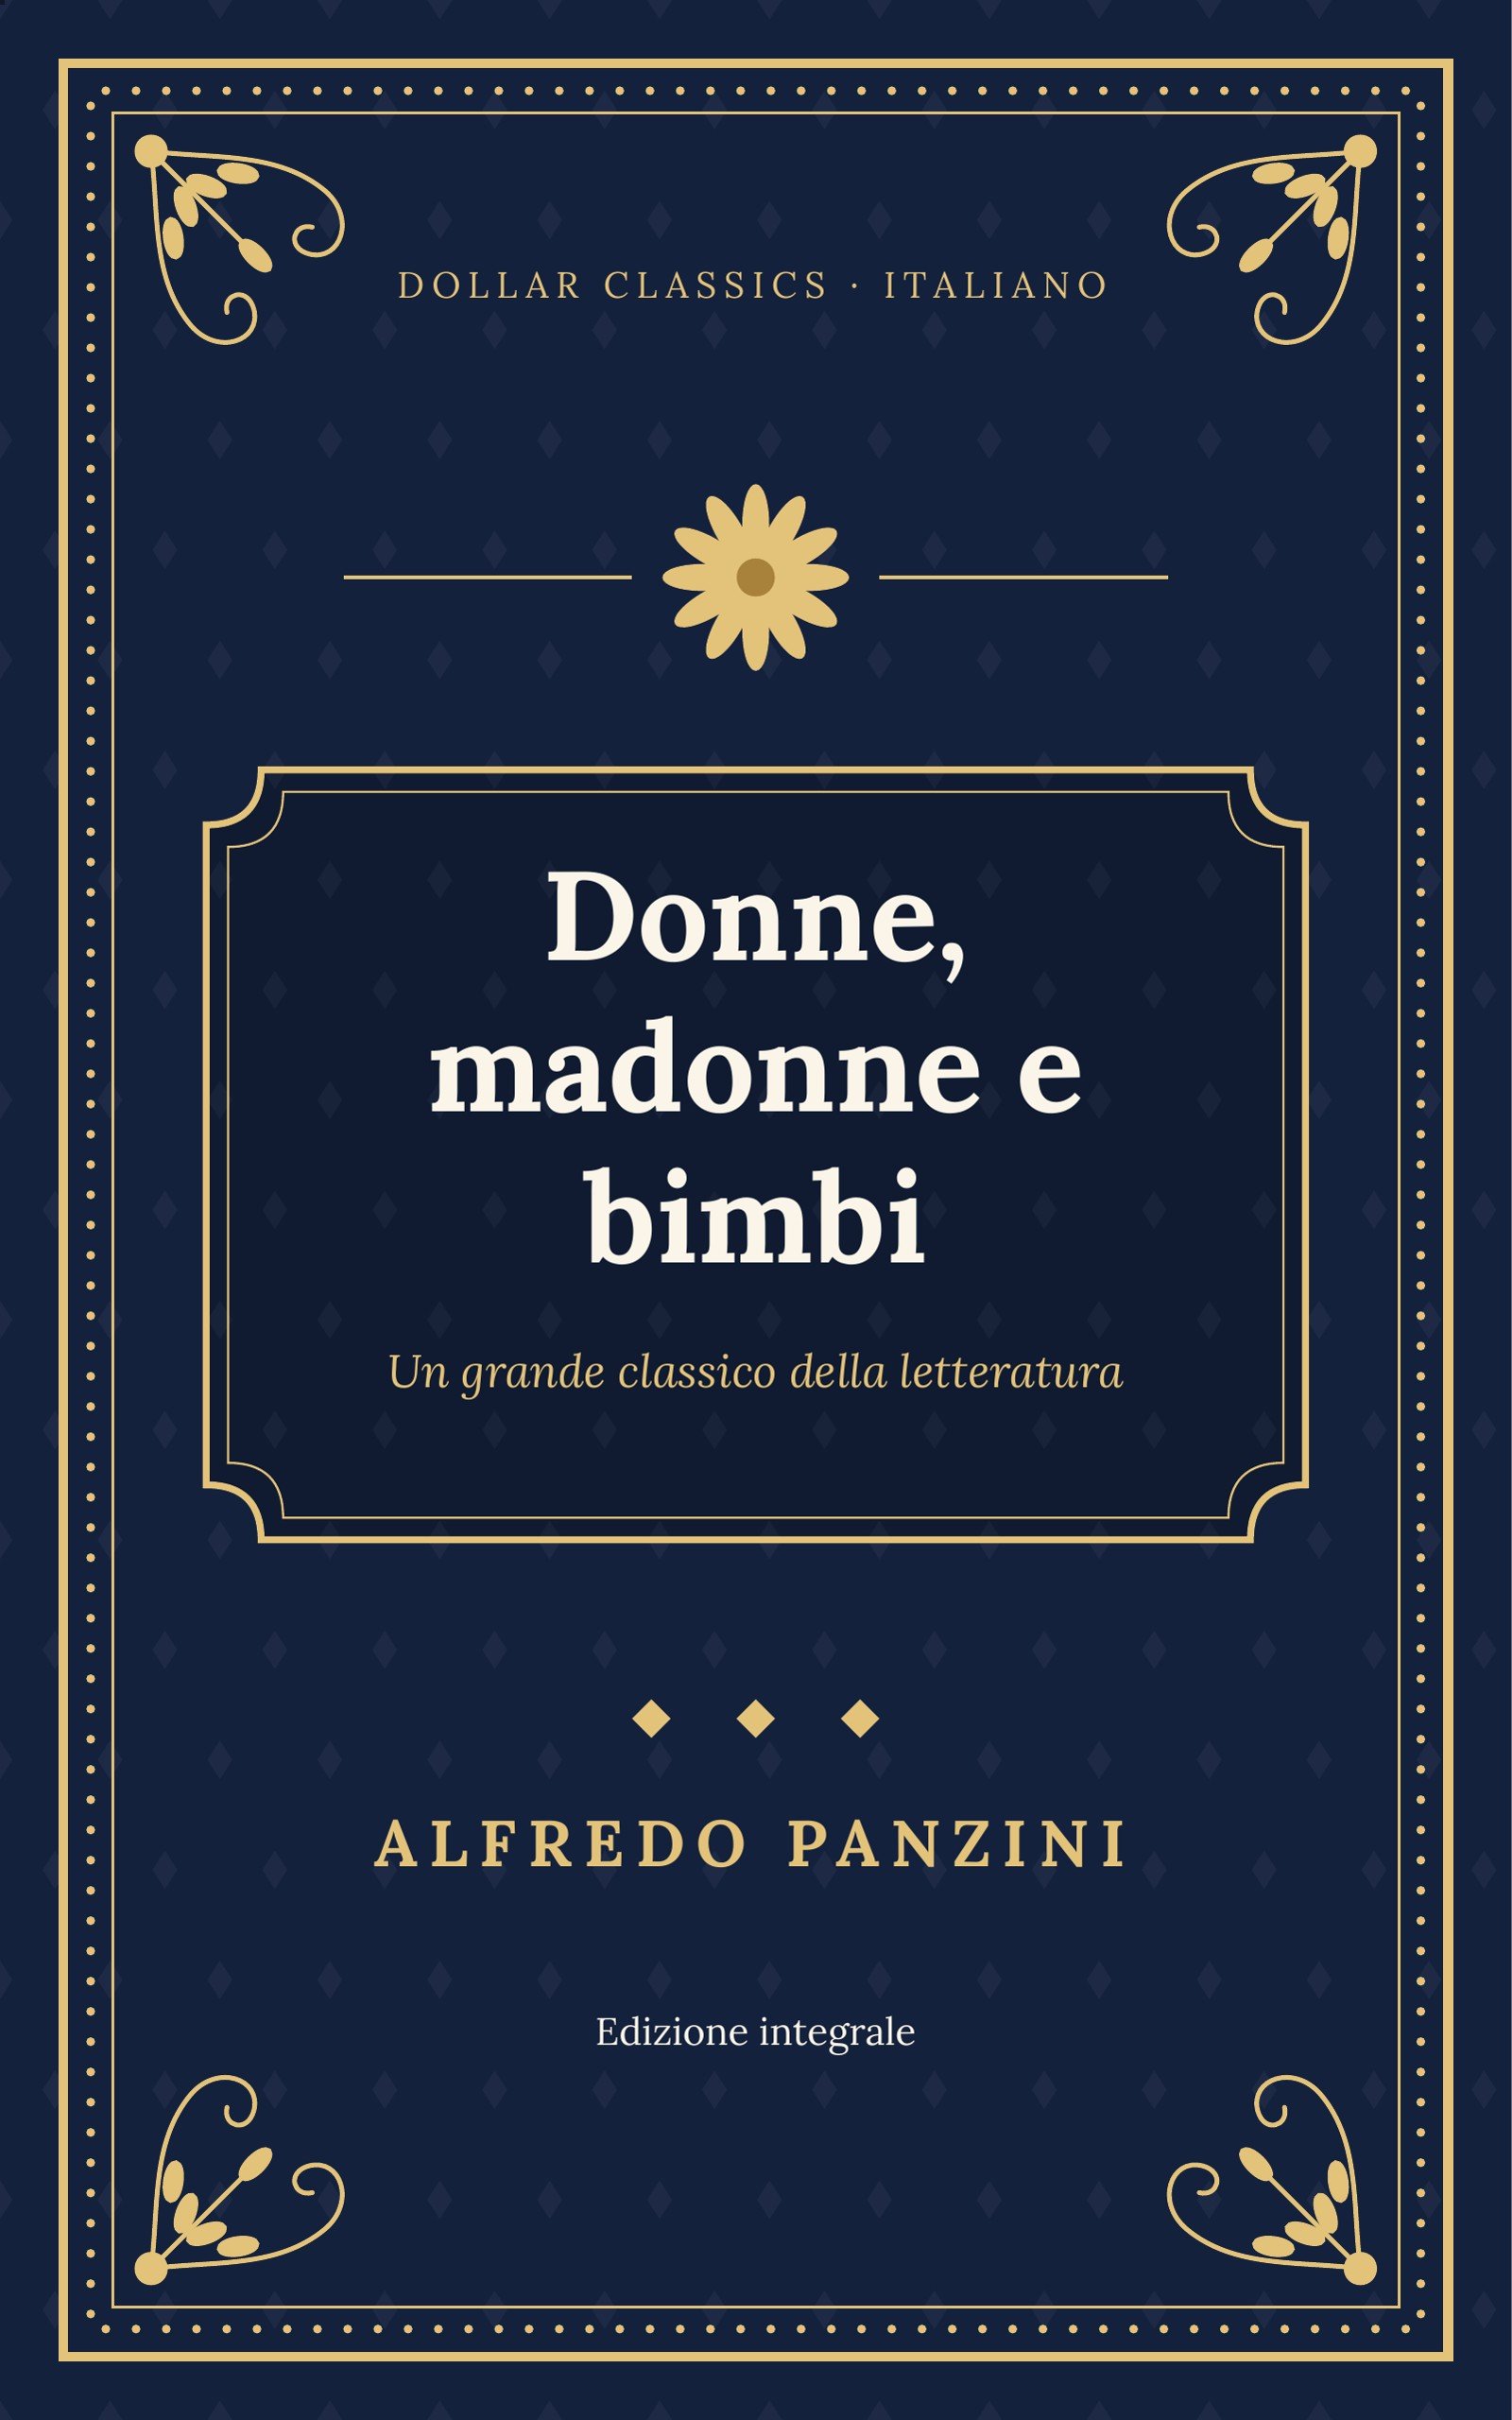 DOLLAR CLASSICS · ITALIANO
Donne,
madonne e
bimbi
Un grande classico della letteratura
ALFREDO PANZINI
Edizione integrale